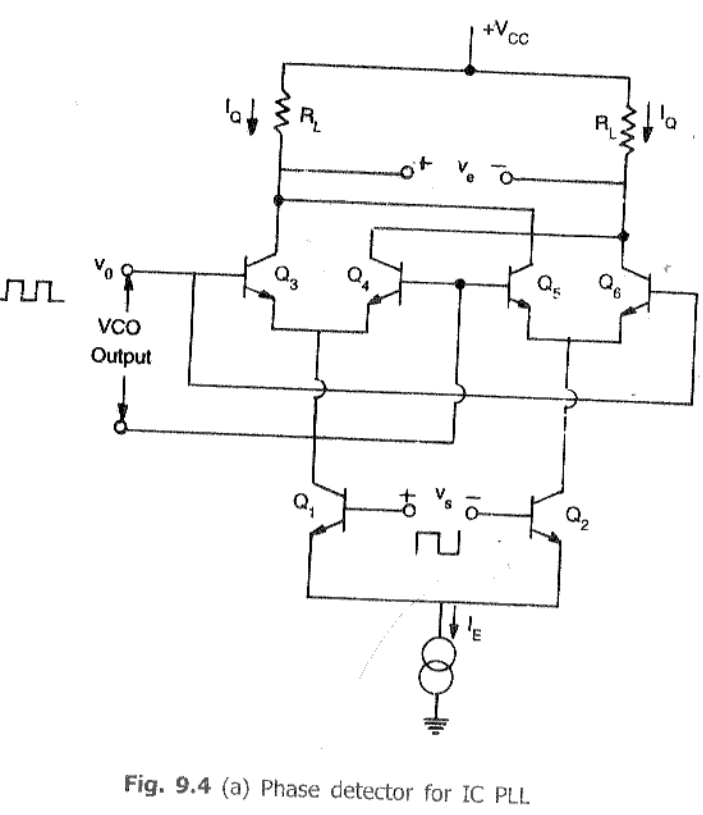 +V_CC
I_Q
R_L
R_L
I_Q
+ v_e −
v_0
Q_3
Q_4
Q_5
Q_6
VCO
Output
Q_1
+ v_s −
Q_2
I_E
Fig. 9.4 (a) Phase detector for IC PLL